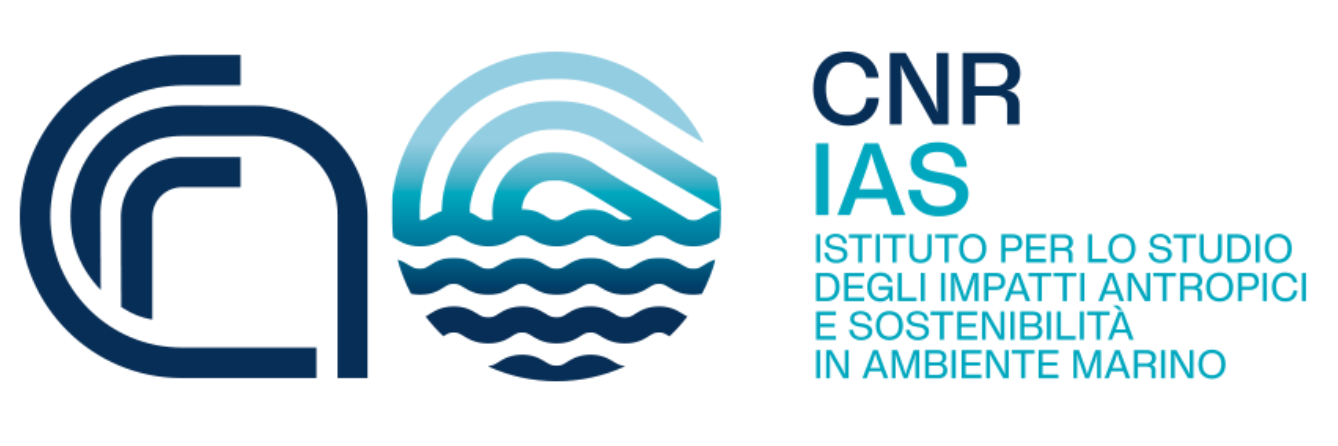 CNR
IAS
ISTITUTO PER LO STUDIO
DEGLI IMPATTI ANTROPICI
E SOSTENIBILITÀ
IN AMBIENTE MARINO